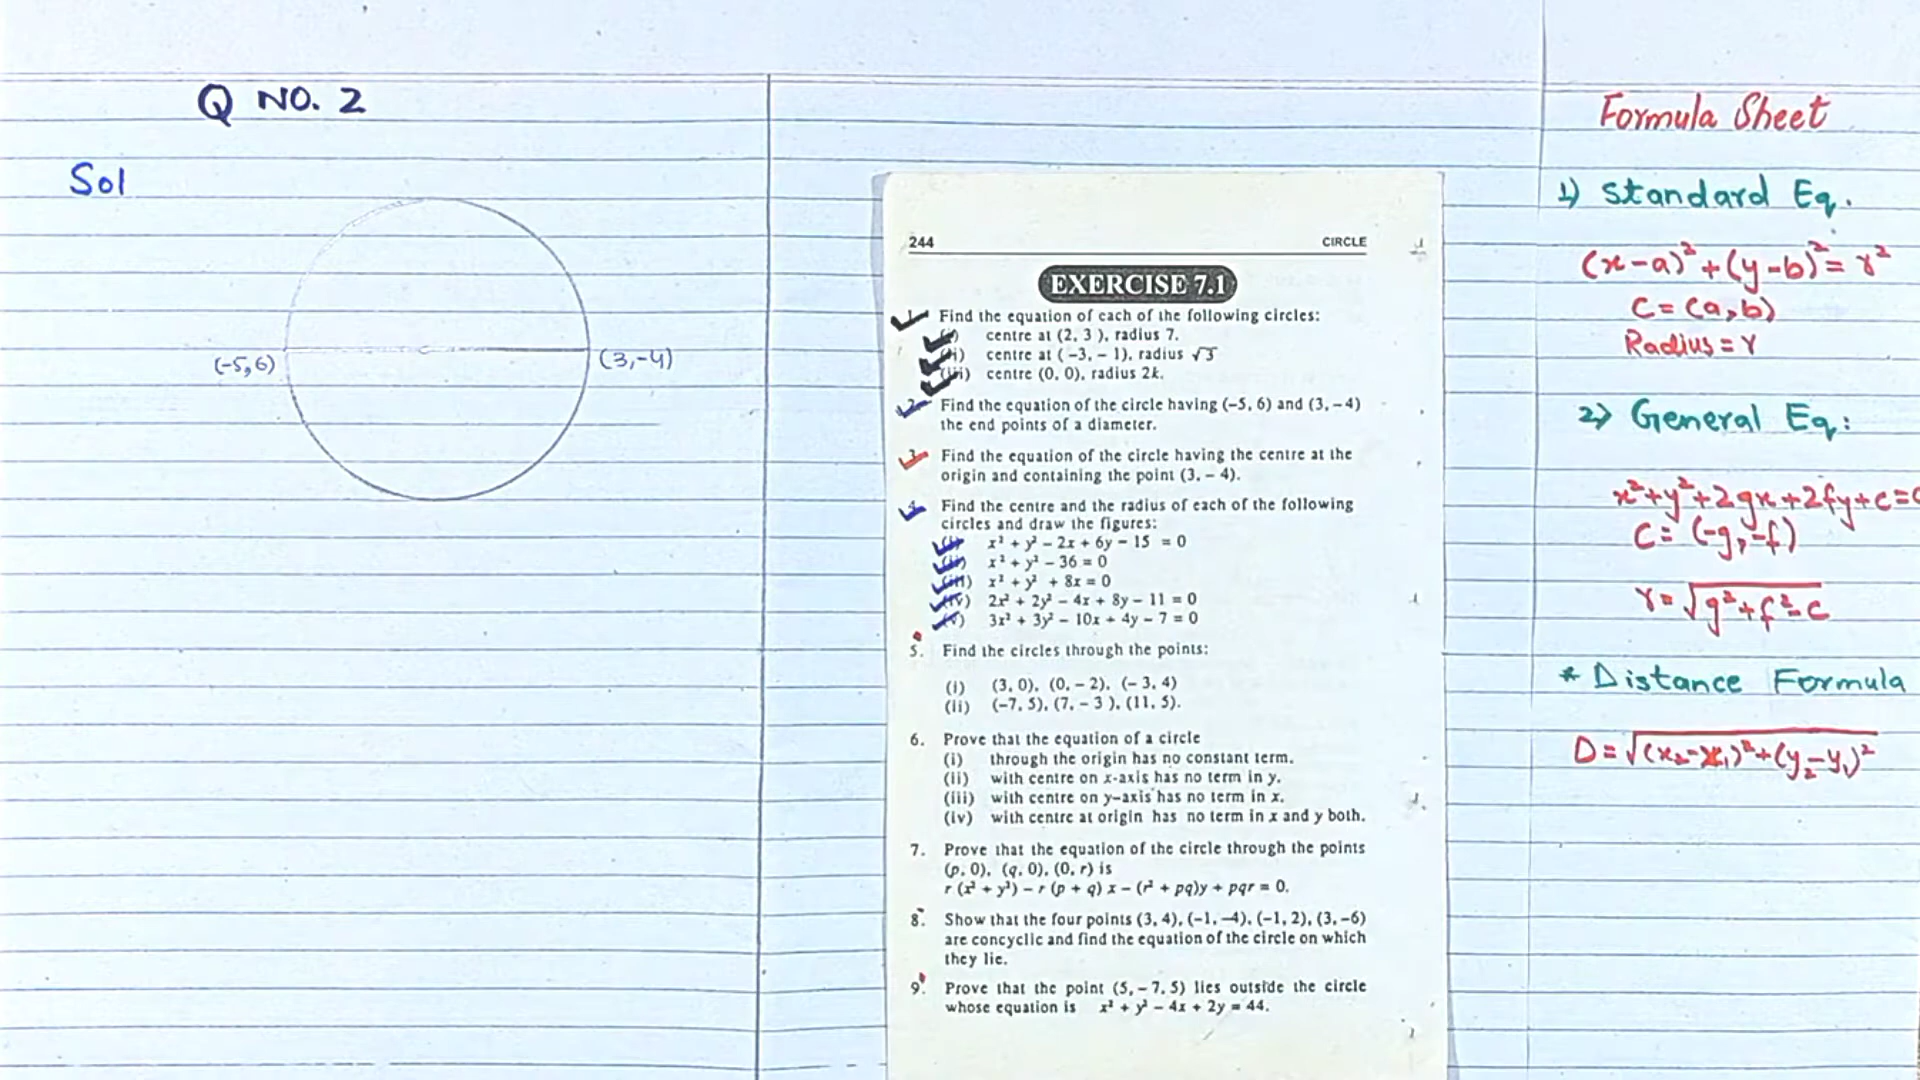 Q NO. 2
Sol
(-5,6)
(3,-4)
244 CIRCLE
EXERCISE 7.1
1. Find the equation of each of the following circles:
(i) centre at (2, 3 ), radius 7.
(ii) centre at ( -3, - 1), radius √3
(iii) centre (0, 0), radius 2k.
2. Find the equation of the circle having (-5, 6) and (3, -4)
the end points of a diameter.
3. Find the equation of the circle having the centre at the
origin and containing the point (3, - 4).
4. Find the centre and the radius of each of the following
circles and draw the figures:
(i) x² + y² - 2x + 6y - 15 = 0
(ii) x² + y² - 36 = 0
(iii) x² + y² + 8x = 0
(iv) 2x² + 2y² - 4x + 8y - 11 = 0
(v) 3x² + 3y² - 10x + 4y - 7 = 0
5. Find the circles through the points:
(i) (3, 0), (0, - 2), (- 3, 4)
(ii) (-7, 5), (7, - 3 ), (11, 5).
6. Prove that the equation of a circle
(i) through the origin has no constant term.
(ii) with centre on x-axis has no term in y.
(iii) with centre on y-axis has no term in x.
(iv) with centre at origin has no term in x and y both.
7. Prove that the equation of the circle through the points
(p, 0), (q, 0), (0, r) is
r (x² + y²) - r (p + q) x - (r² + pq)y + pqr = 0.
8. Show that the four points (3, 4), (-1, -4), (-1, 2), (3, -6)
are concyclic and find the equation of the circle on which
they lie.
9. Prove that the point (5, - 7, 5) lies outside the circle
whose equation is x² + y² - 4x + 2y = 44.
Formula Sheet
1) Standard Eq.
(x-a)²+(y-b)²=r²
C=(a,b)
Radius=r
2) General Eq:
x²+y²+2gx+2fy+c=0
C=(-g,-f)
r=√g²+f²-c
* Distance Formula
D=√(x₂-x₁)²+(y₂-y₁)²